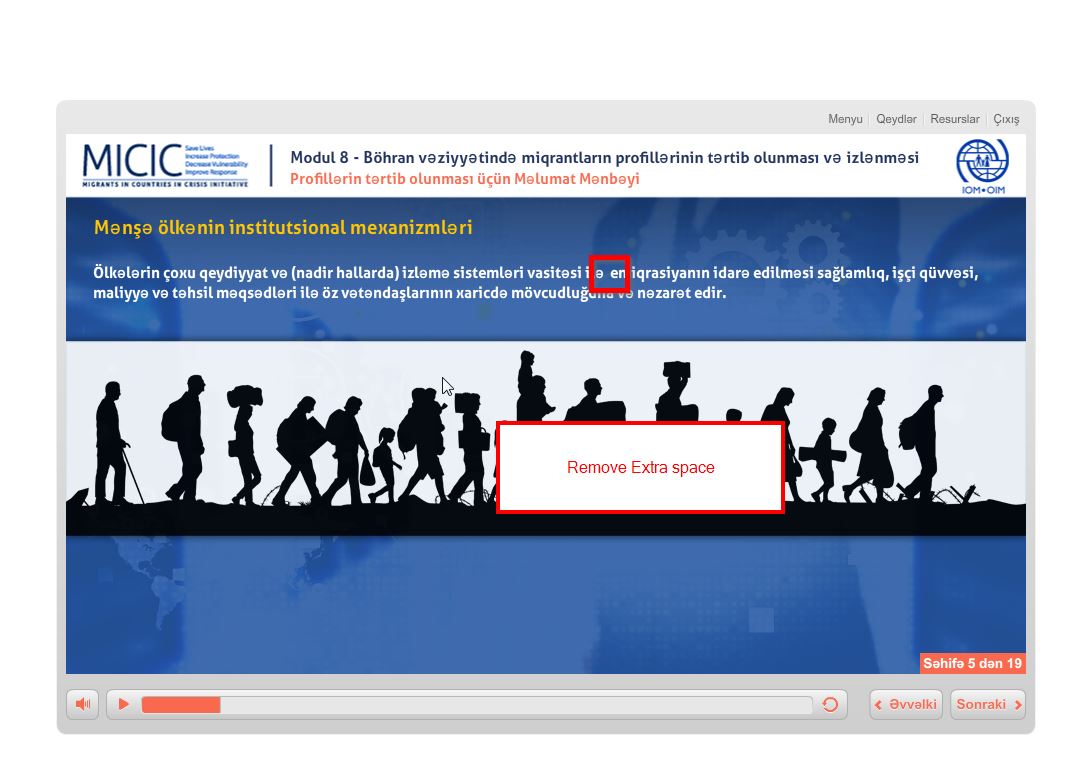 Menyu
Qeydlər
Resurslar
Çıxış
MICIC
Save Lives
Increase Protection
Decrease Vulnerability
Improve Response
MIGRANTS IN COUNTRIES IN CRISIS INITIATIVE
Modul 8 - Böhran vəziyyətində miqrantların profillərinin tərtib olunması və izlənməsi
Profillərin tərtib olunması üçün Məlumat Mənbəyi
IOM•OIM
Mənşə ölkənin institutsional mexanizmləri
Ölkələrin çoxu qeydiyyat və (nadir hallarda) izləmə sistemləri vasitəsi ilə  emiqrasiyanın idarə edilməsi sağlamlıq, işçi qüvvəsi,
maliyyə və təhsil məqsədləri ilə öz vətəndaşlarının xaricdə mövcudluğuna və nəzarət edir.
Remove Extra space
Səhifə 5 dən 19
Əvvəlki
Sonraki